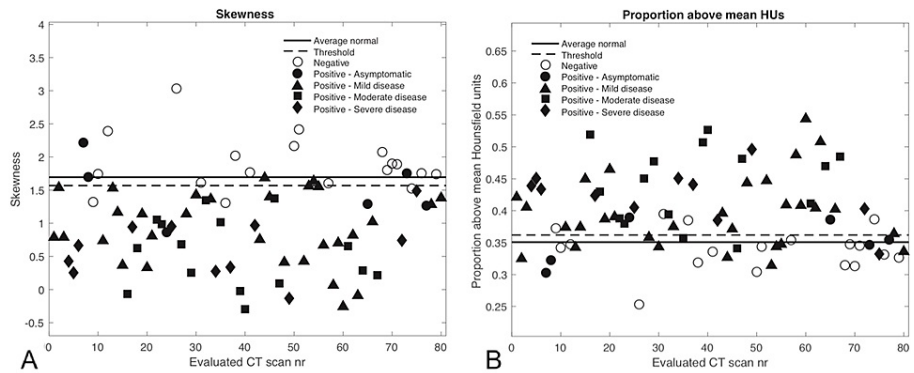 Skewness
4
3.5
3
2.5
2
1.5
1
0.5
0
-0.5
Skewness
Average normal
Threshold
Negative
Positive - Asymptomatic
Positive - Mild disease
Positive - Moderate disease
Positive - Severe disease
0 10 20 30 40 50 60 70 80
Evaluated CT scan nr
A
Proportion above mean HUs
0.65
0.6
0.55
0.5
0.45
0.4
0.35
0.3
0.25
Proportion above mean Hounsfield units
Average normal
Threshold
Negative
Positive - Asymptomatic
Positive - Mild disease
Positive - Moderate disease
Positive - Severe disease
0 10 20 30 40 50 60 70 80
Evaluated CT scan nr
B